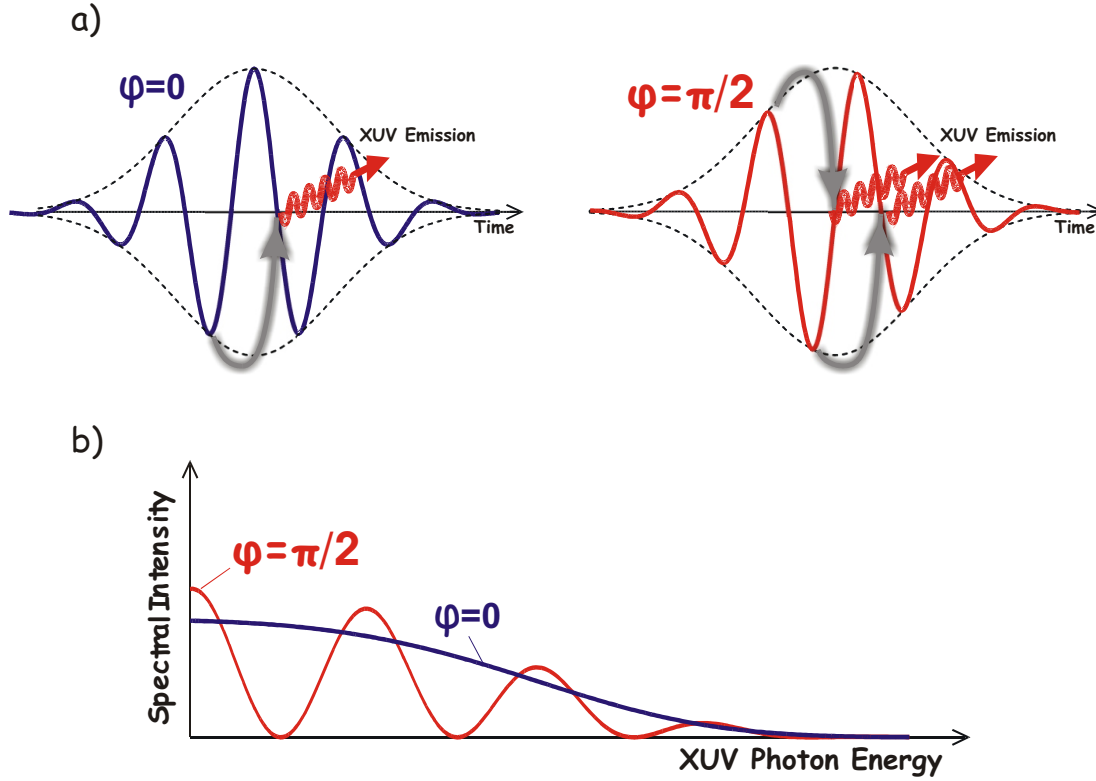 a)
φ=0
XUV Emission
Time
φ=π/2
XUV Emission
Time
b)
Spectral Intensity
φ=π/2
φ=0
XUV Photon Energy